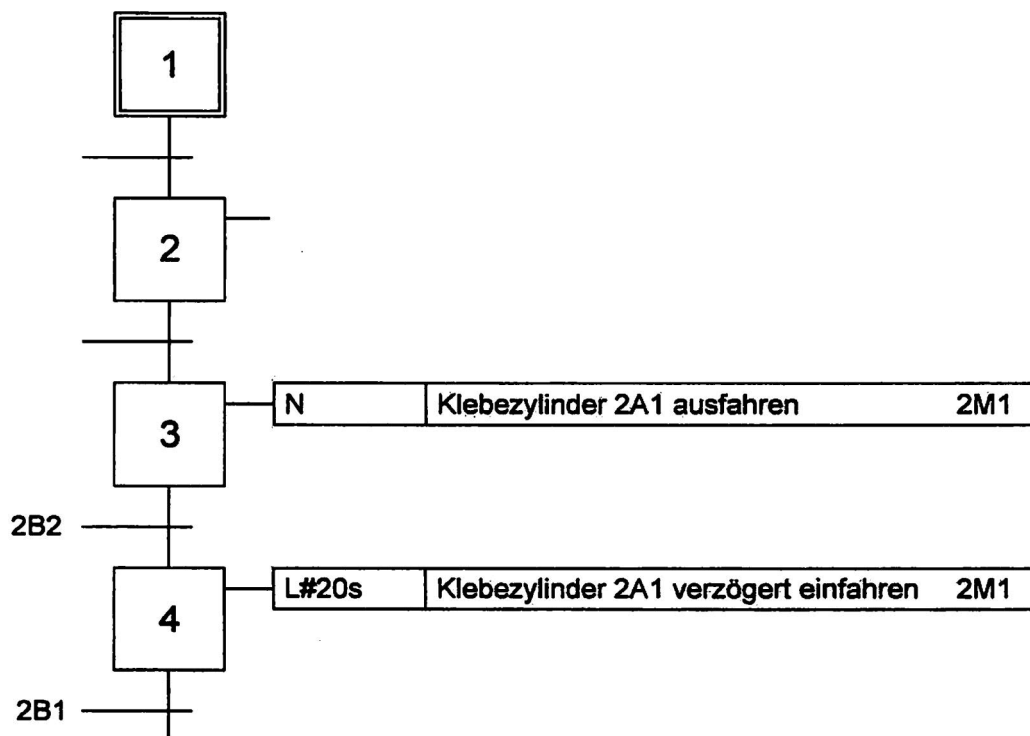 1
2
3
N Klebezylinder 2A1 ausfahren 2M1
2B2
4
L#20s Klebezylinder 2A1 verzögert einfahren 2M1
2B1